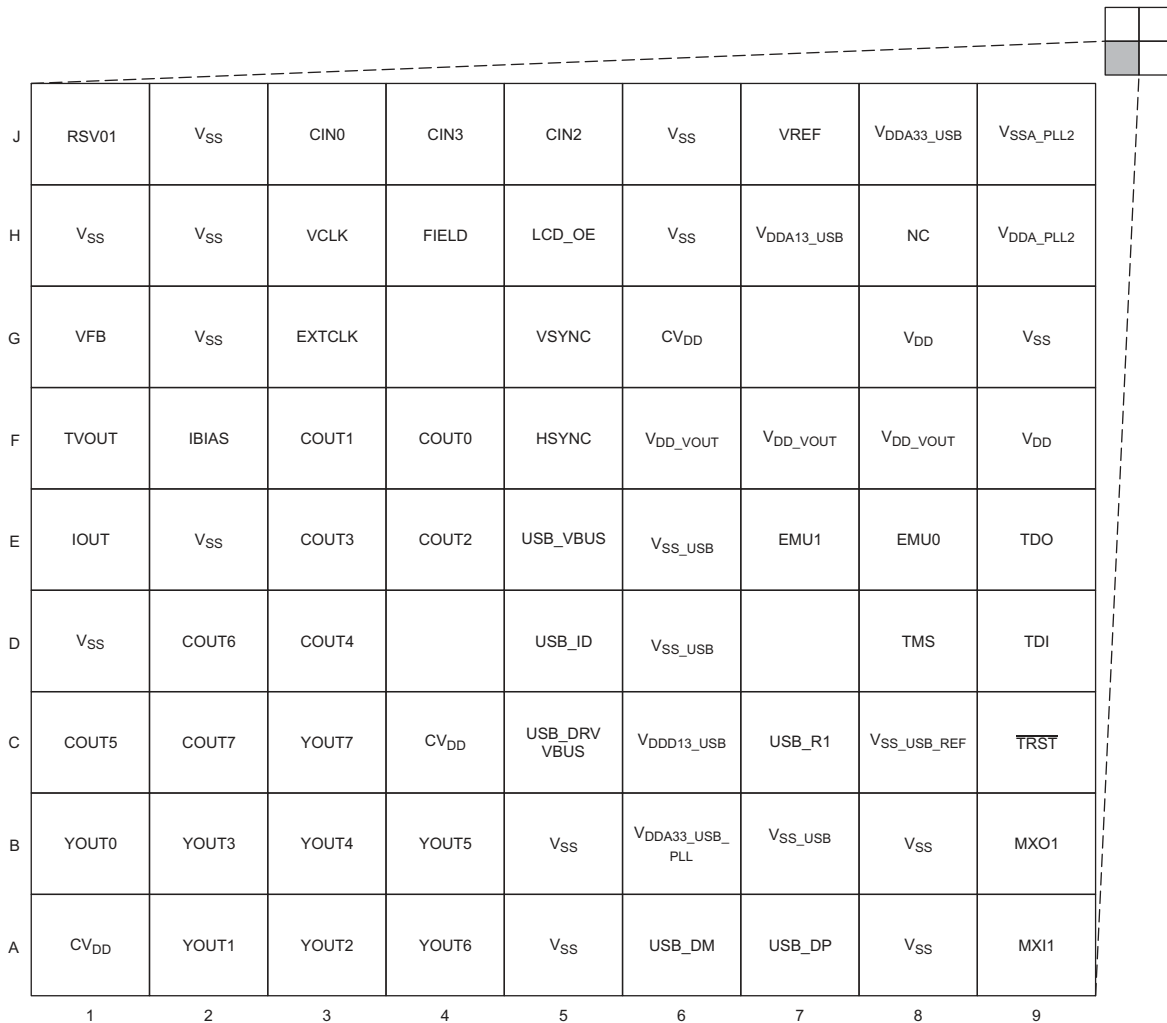 J RSV01 VSS CIN0 CIN3 CIN2 VSS VREF VDDA33_USB VSSA_PLL2
H VSS VSS VCLK FIELD LCD_OE VSS VDDA13_USB NC VDDA_PLL2
G VFB VSS EXTCLK VSYNC CVDD VDD VSS
F TVOUT IBIAS COUT1 COUT0 HSYNC VDD_VOUT VDD_VOUT VDD_VOUT VDD
E IOUT VSS COUT3 COUT2 USB_VBUS VSS_USB EMU1 EMU0 TDO
D VSS COUT6 COUT4 USB_ID VSS_USB TMS TDI
C COUT5 COUT7 YOUT7 CVDD USB_DRV VBUS VDDD13_USB USB_R1 VSS_USB_REF TRST
B YOUT0 YOUT3 YOUT4 YOUT5 VSS VDDA33_USB_ PLL VSS_USB VSS MXO1
A CVDD YOUT1 YOUT2 YOUT6 VSS USB_DM USB_DP VSS MXI1
1 2 3 4 5 6 7 8 9